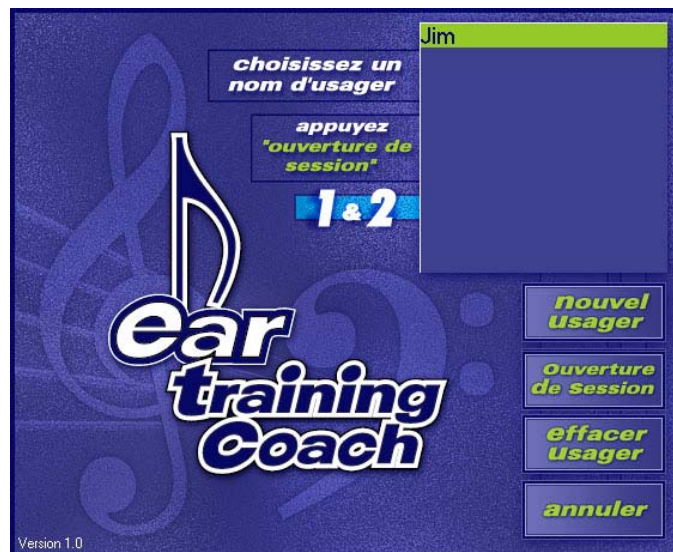 Jim
choisissez un
nom d'usager
appuyez
"ouverture de
session"
1 & 2
ear
training
Coach
nouvel
usager
ouverture
de session
effacer
usager
annuler
Version 1.0